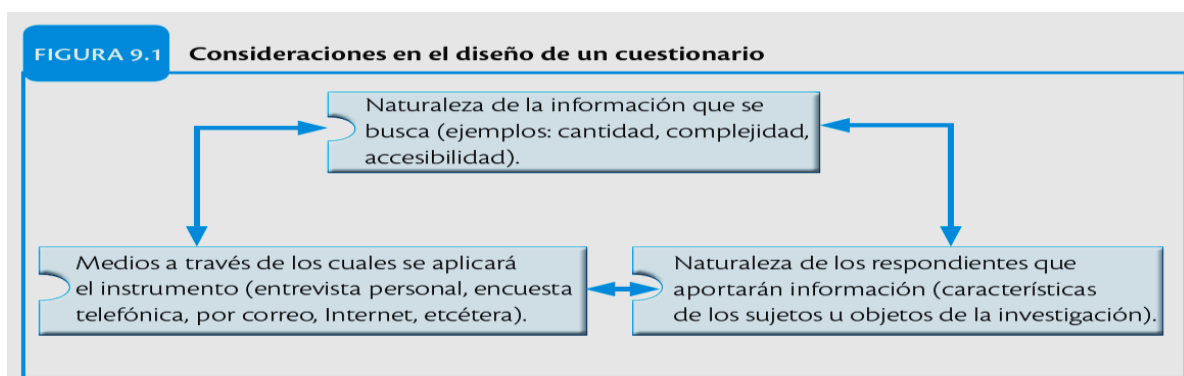 FIGURA 9.1 Consideraciones en el diseño de un cuestionario
Naturaleza de la información que se
busca (ejemplos: cantidad, complejidad,
accesibilidad).
Medios a través de los cuales se aplicará
el instrumento (entrevista personal, encuesta
telefónica, por correo, Internet, etcétera).
Naturaleza de los respondientes que
aportarán información (características
de los sujetos u objetos de la investigación).